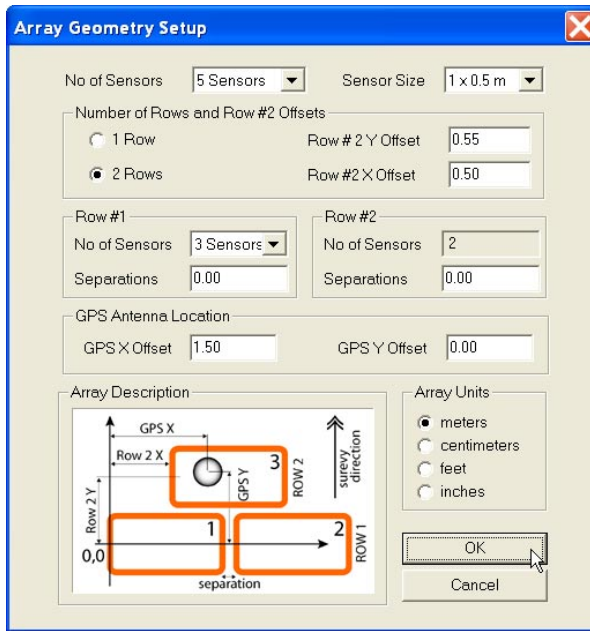 Array Geometry Setup
No of Sensors 5 Sensors Sensor Size 1 x 0.5 m
Number of Rows and Row #2 Offsets
1 Row Row # 2 Y Offset 0.55
2 Rows Row #2 X Offset 0.50
Row #1 Row #2
No of Sensors 3 Sensors No of Sensors 2
Separations 0.00 Separations 0.00
GPS Antenna Location
GPS X Offset 1.50 GPS Y Offset 0.00
Array Description
GPS X
Row 2 X
Row 2 Y
GPS Y
3
ROW 2
surevy
direction
1
2
ROW 1
0,0
separation
Array Units
meters
centimeters
feet
inches
OK
Cancel